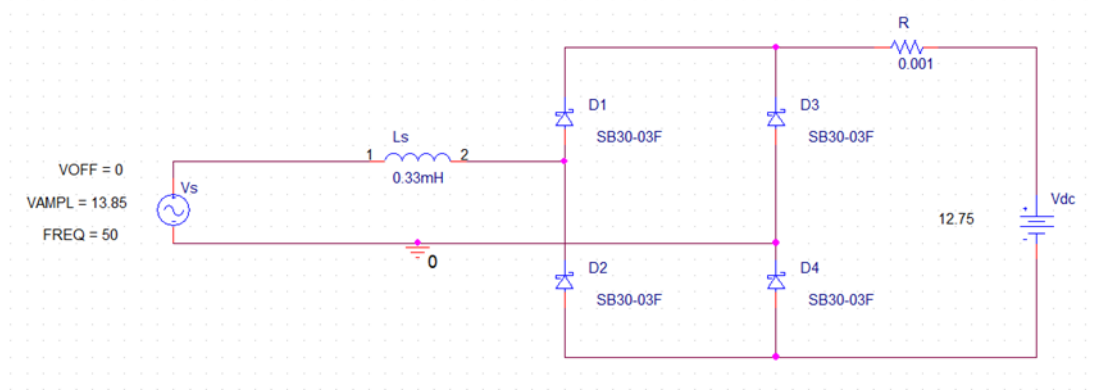 R
0.001
D1
SB30-03F
D3
SB30-03F
Ls
1
2
0.33mH
VOFF = 0
VAMPL = 13.85
FREQ = 50
Vs
Vdc
12.75
+
-
0
D2
SB30-03F
D4
SB30-03F